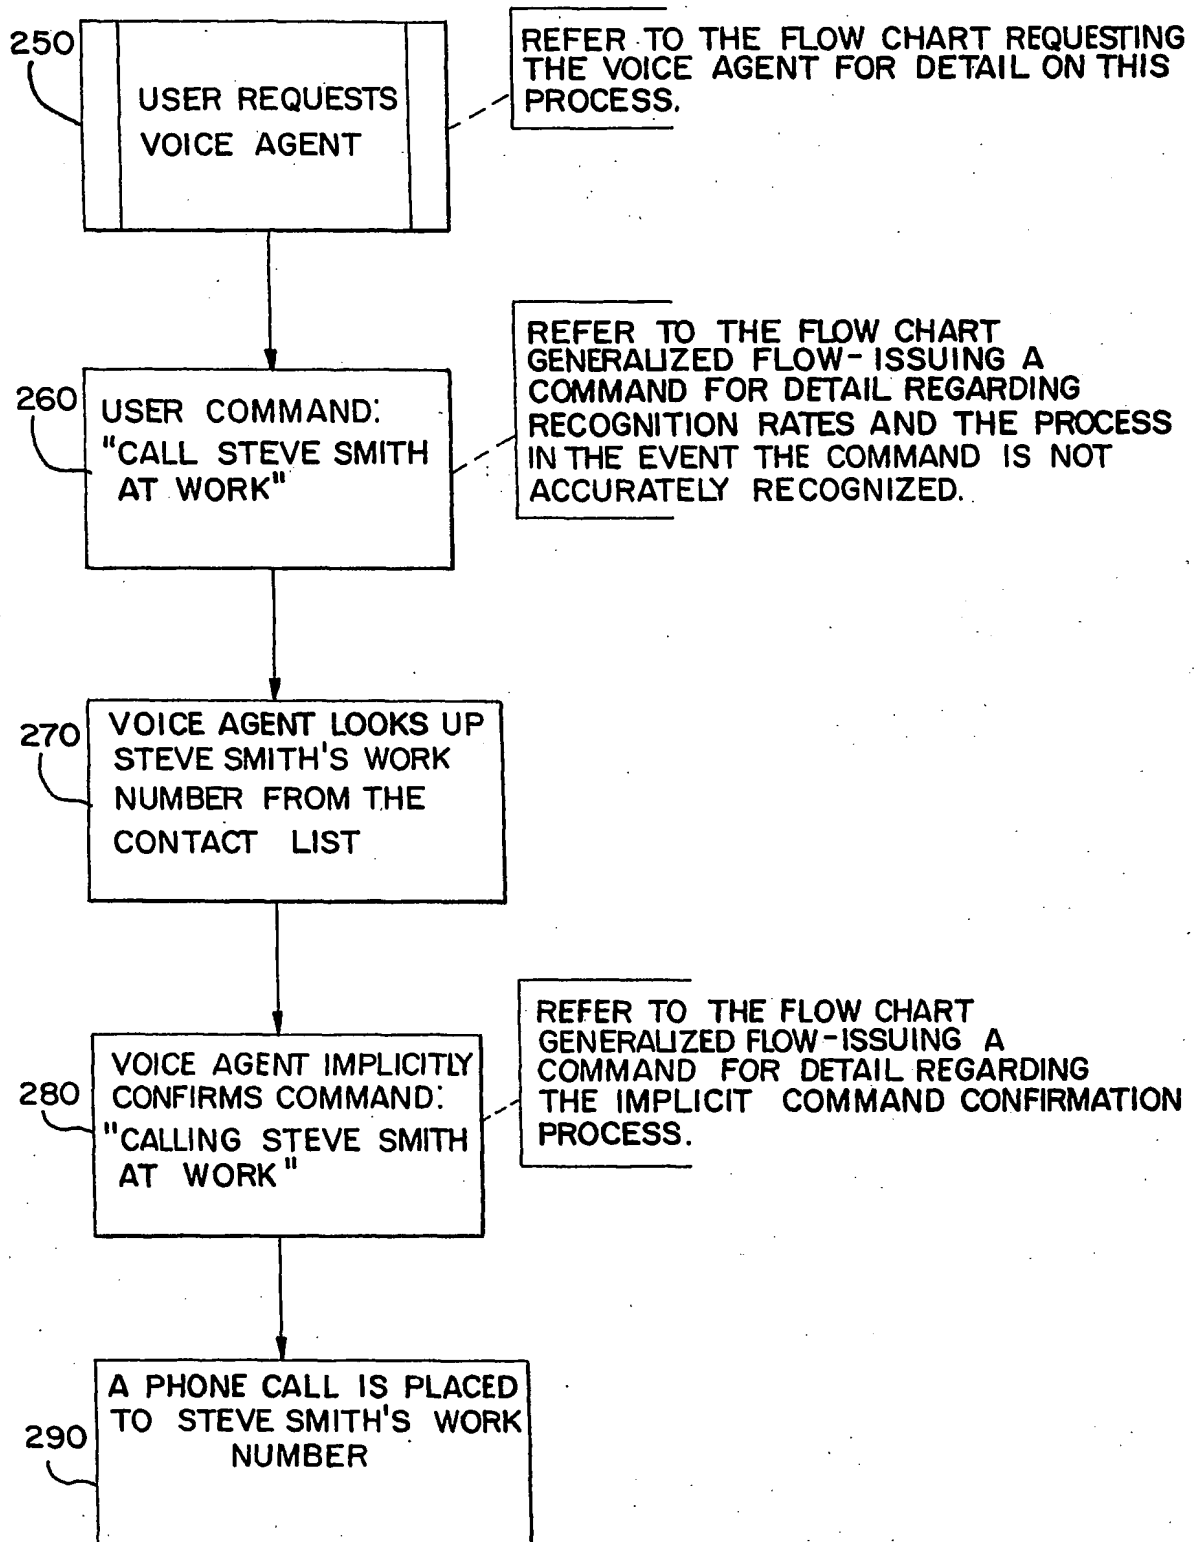 250
USER REQUESTS
VOICE AGENT
REFER TO THE FLOW CHART REQUESTING
THE VOICE AGENT FOR DETAIL ON THIS
PROCESS.
260
USER COMMAND:
"CALL STEVE SMITH
AT WORK"
REFER TO THE FLOW CHART
GENERALIZED FLOW-ISSUING A
COMMAND FOR DETAIL REGARDING
RECOGNITION RATES AND THE PROCESS
IN THE EVENT THE COMMAND IS NOT
ACCURATELY RECOGNIZED.
270
VOICE AGENT LOOKS UP
STEVE SMITH'S WORK
NUMBER FROM THE
CONTACT LIST
280
VOICE AGENT IMPLICITLY
CONFIRMS COMMAND:
"CALLING STEVE SMITH
AT WORK"
REFER TO THE FLOW CHART
GENERALIZED FLOW-ISSUING A
COMMAND FOR DETAIL REGARDING
THE IMPLICIT COMMAND CONFIRMATION
PROCESS.
290
A PHONE CALL IS PLACED
TO STEVE SMITH'S WORK
NUMBER